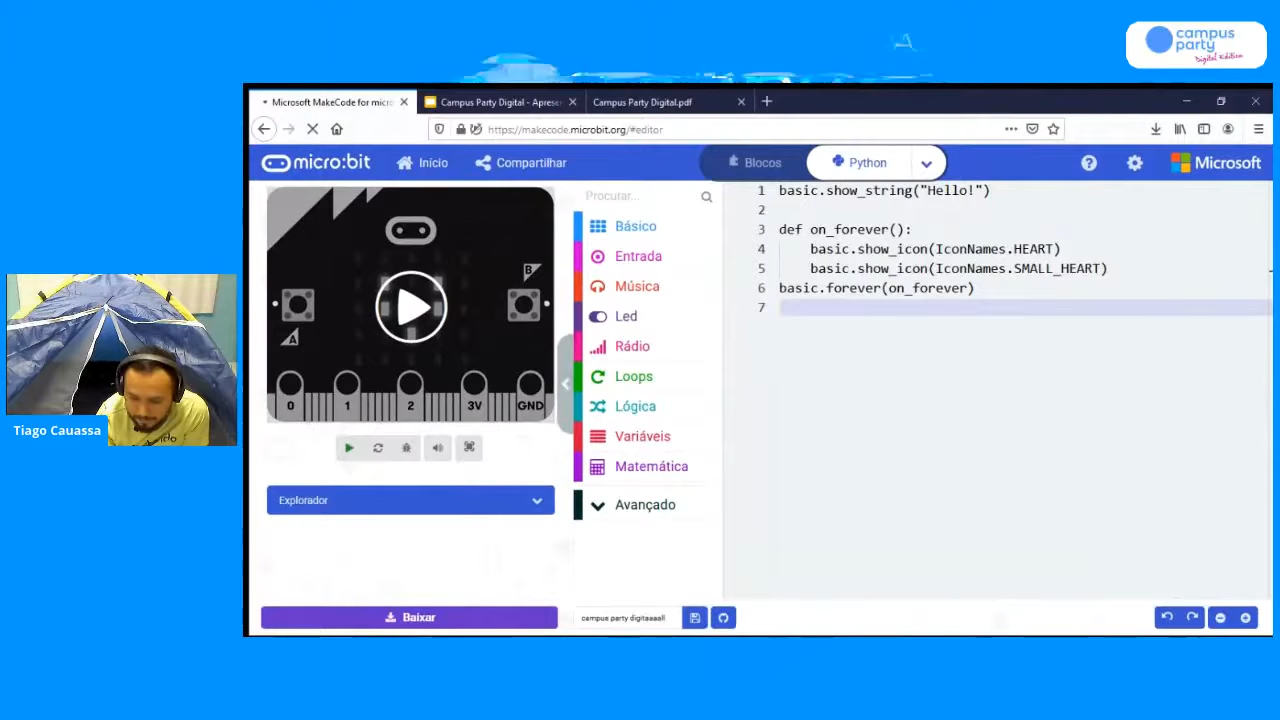 campus
party
Digital Edition
Microsoft MakeCode for micro
Campus Party Digital - Aprese
Campus Party Digital.pdf
https://makecode.microbit.org/#editor
micro:bit
Início
Compartilhar
Blocos
Python
Microsoft
Procurar...
Básico
Entrada
Música
Led
Rádio
Loops
Lógica
Variáveis
Matemática
Avançado
1 basic.show_string("Hello!")
2
3 def on_forever():
4 basic.show_icon(IconNames.HEART)
5 basic.show_icon(IconNames.SMALL_HEART)
6 basic.forever(on_forever)
7
A
B
0 1 2 3V GND
Explorador
Baixar
campus party digitaaaall
Tiago Cauassa